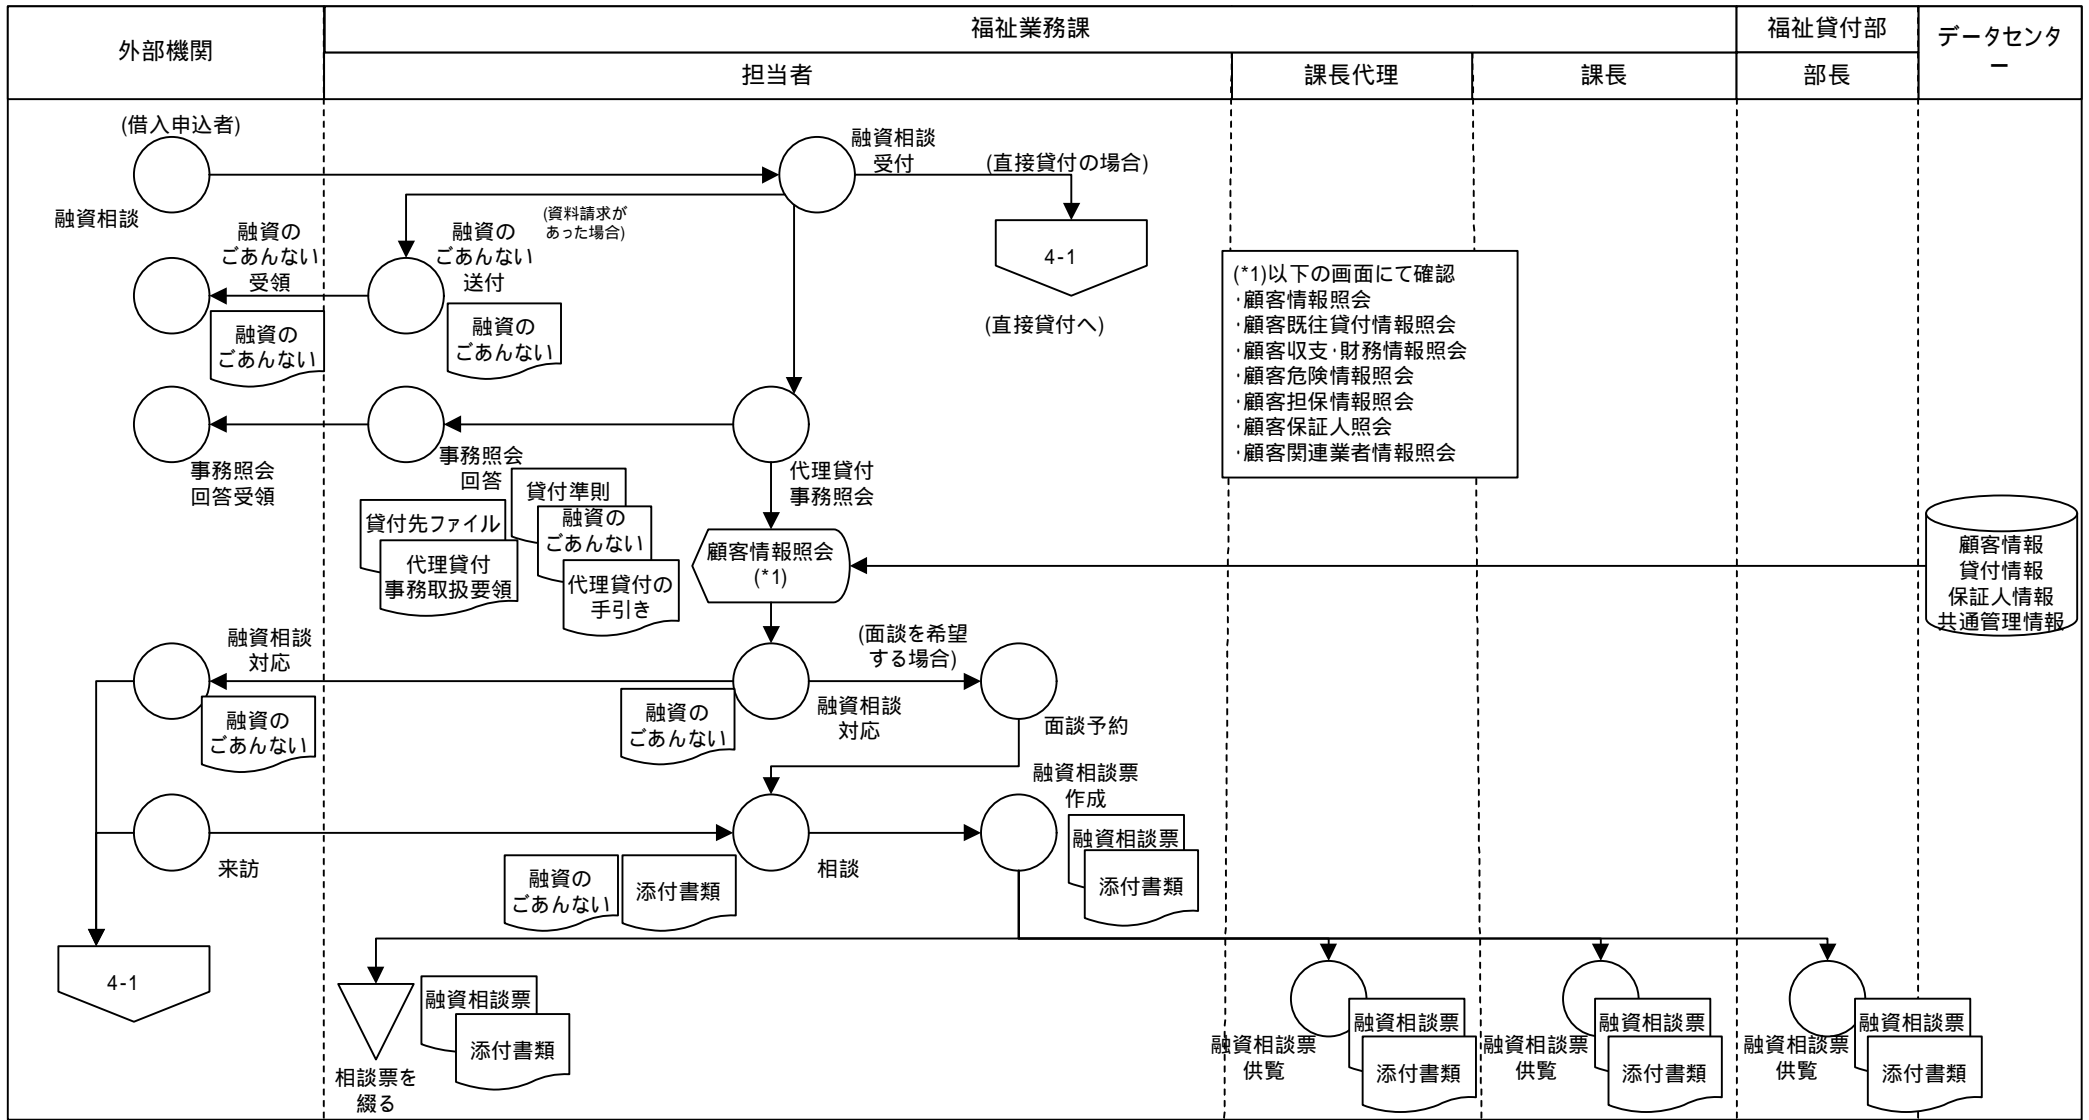 外部機関
福祉業務課
福祉貸付部
データセンタ
ー
担当者
課長代理
課長
部長
(借入申込者)
融資相談
融資相談
受付
(直接貸付の場合)
4-1
(直接貸付へ)
(資料請求が
あった場合)
融資の
ごあんない
送付
融資の
ごあんない
融資の
ごあんない
受領
融資の
ごあんない
(*1)以下の画面にて確認
・顧客情報照会
・顧客既往貸付情報照会
・顧客収支・財務情報照会
・顧客危険情報照会
・顧客担保情報照会
・顧客保証人照会
・顧客関連業者情報照会
事務照会
回答受領
事務照会
回答
代理貸付
事務照会
貸付先ファイル
代理貸付
事務取扱要領
貸付準則
融資の
ごあんない
代理貸付の
手引き
顧客情報照会
(*1)
顧客情報
貸付情報
保証人情報
共通管理情報
融資相談
対応
融資の
ごあんない
融資の
ごあんない
融資相談
対応
(面談を希望
する場合)
面談予約
来訪
融資の
ごあんない
添付書類
相談
融資相談票
作成
融資相談票
添付書類
4-1
相談票を
綴る
融資相談票
添付書類
融資相談票
供覧
融資相談票
添付書類
融資相談票
供覧
融資相談票
添付書類
融資相談票
供覧
融資相談票
添付書類